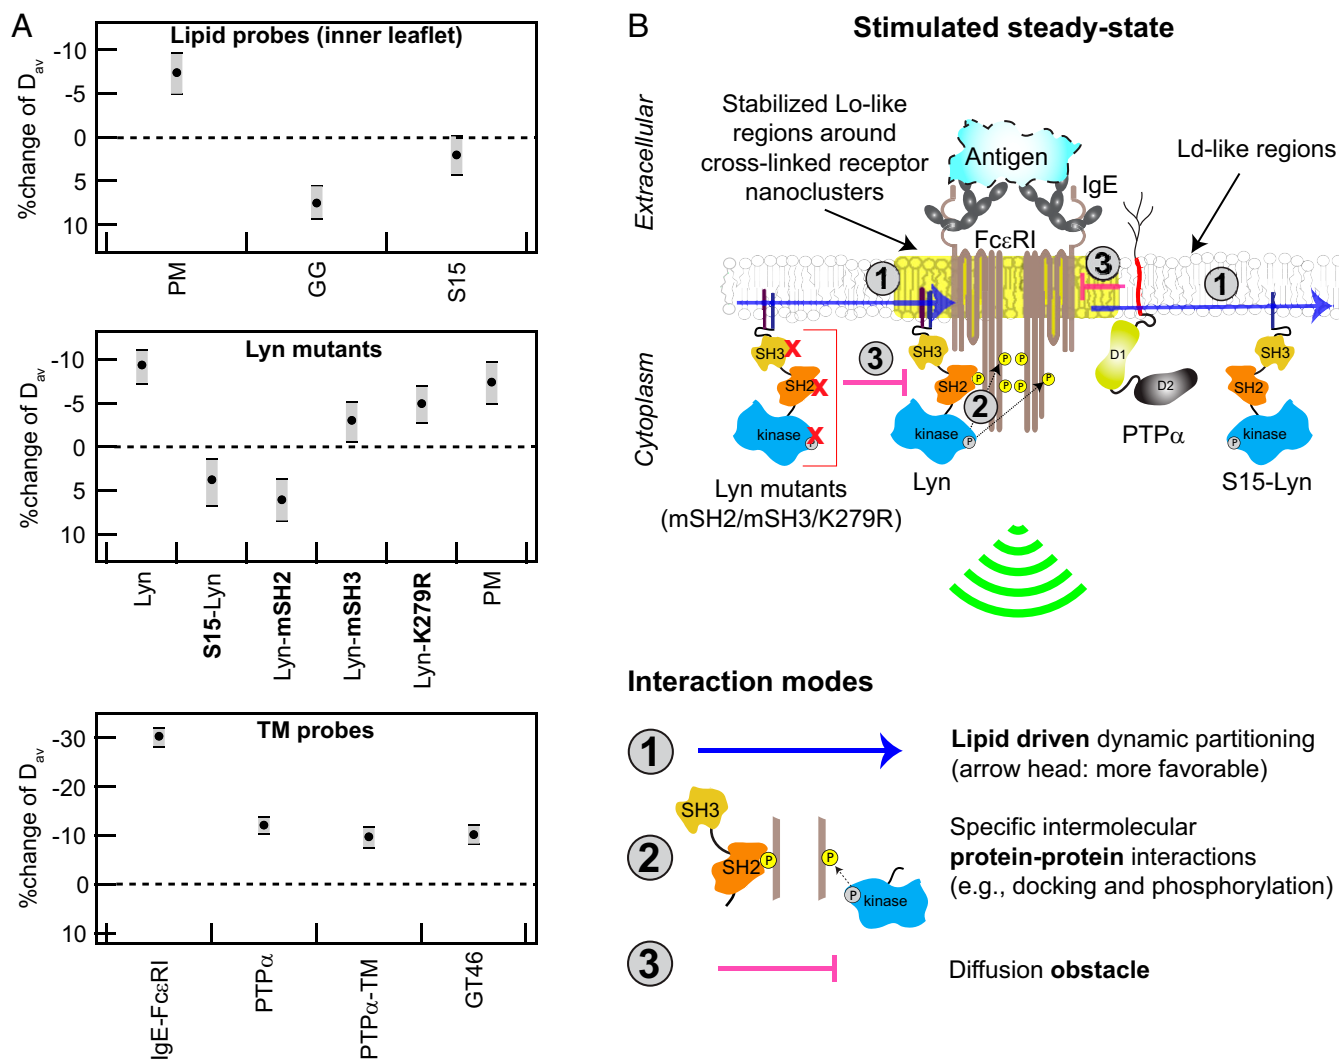 A
Lipid probes (inner leaflet)
%change of Dav
-10
-5
0
5
10
PM
GG
S15
Lyn mutants
%change of Dav
-10
-5
0
5
10
Lyn
S15-Lyn
Lyn-mSH2
Lyn-mSH3
Lyn-K279R
PM
TM probes
%change of Dav
-30
-20
-10
0
10
IgE-FcεRI
PTPα
PTPα-TM
GT46
B
Stimulated steady-state
Extracellular
Cytoplasm
Stabilized Lo-like
regions around
cross-linked receptor
nanoclusters
Antigen
IgE
Ld-like regions
FcεRI
1
3
1
SH3
X
SH2
X
kinase
P
X
3
SH3
SH2
kinase
P
2
P
P
P
P
P
P
P
P
D1
D2
PTPα
SH3
SH2
kinase
P
Lyn mutants
(mSH2/mSH3/K279R)
Lyn
S15-Lyn
Interaction modes
1
Lipid driven dynamic partitioning
(arrow head: more favorable)
2
SH3
SH2
P
P
P
kinase
Specific intermolecular
protein-protein interactions
(e.g., docking and phosphorylation)
3
Diffusion obstacle